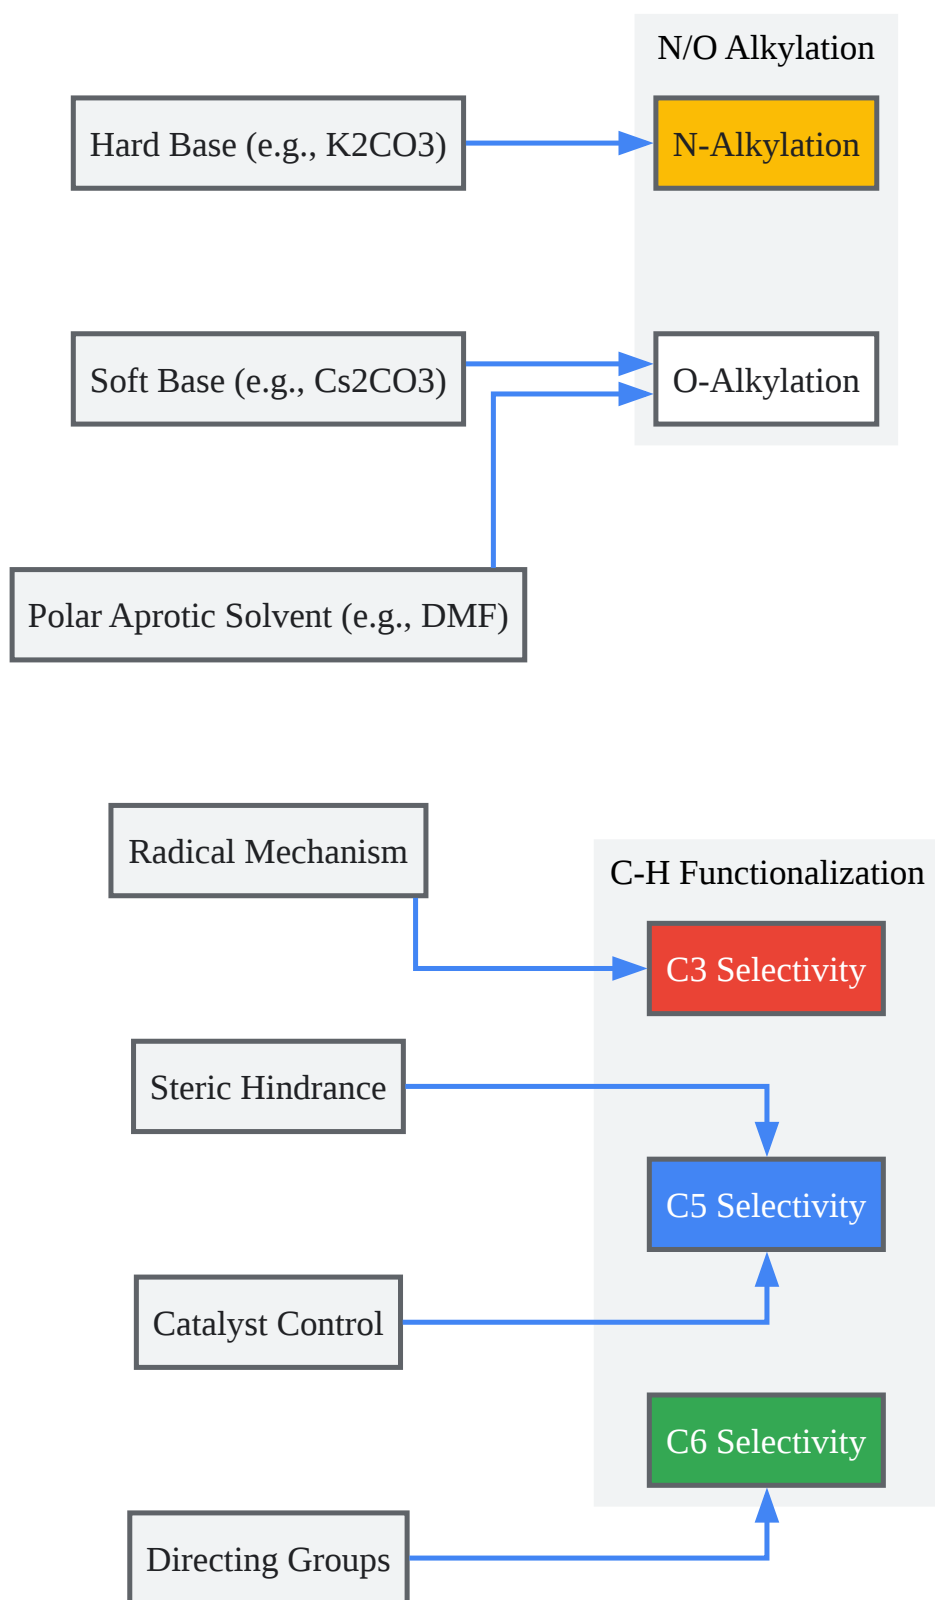 N/O Alkylation
Hard Base (e.g., K2CO3)
N-Alkylation
Soft Base (e.g., Cs2CO3)
O-Alkylation
Polar Aprotic Solvent (e.g., DMF)
Radical Mechanism
C-H Functionalization
C3 Selectivity
Steric Hindrance
C5 Selectivity
Catalyst Control
C6 Selectivity
Directing Groups